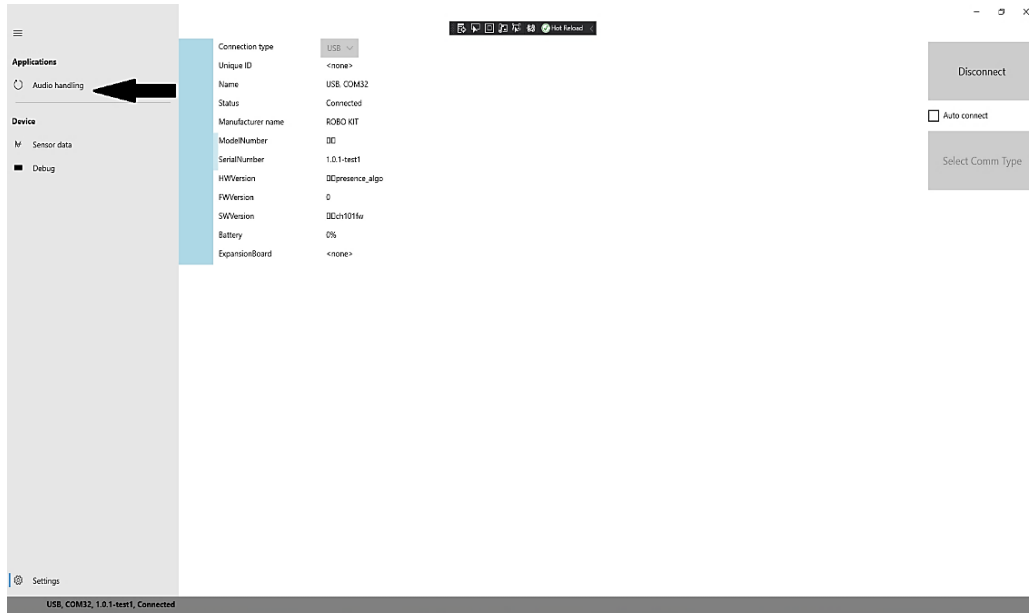 Hot Reload
Applications
Audio handling
Device
Sensor data
Debug
Settings
Connection type USB
Unique ID <none>
Name USB, COM32
Status Connected
Manufacturer name ROBO KIT
ModelNumber
SerialNumber 1.0.1-test1
HWVersion presence_algo
FWVersion 0
SWVersion ch101fw
Battery 0%
ExpansionBoard <none>
Disconnect
Auto connect
Select Comm Type
USB, COM32, 1.0.1-test1, Connected